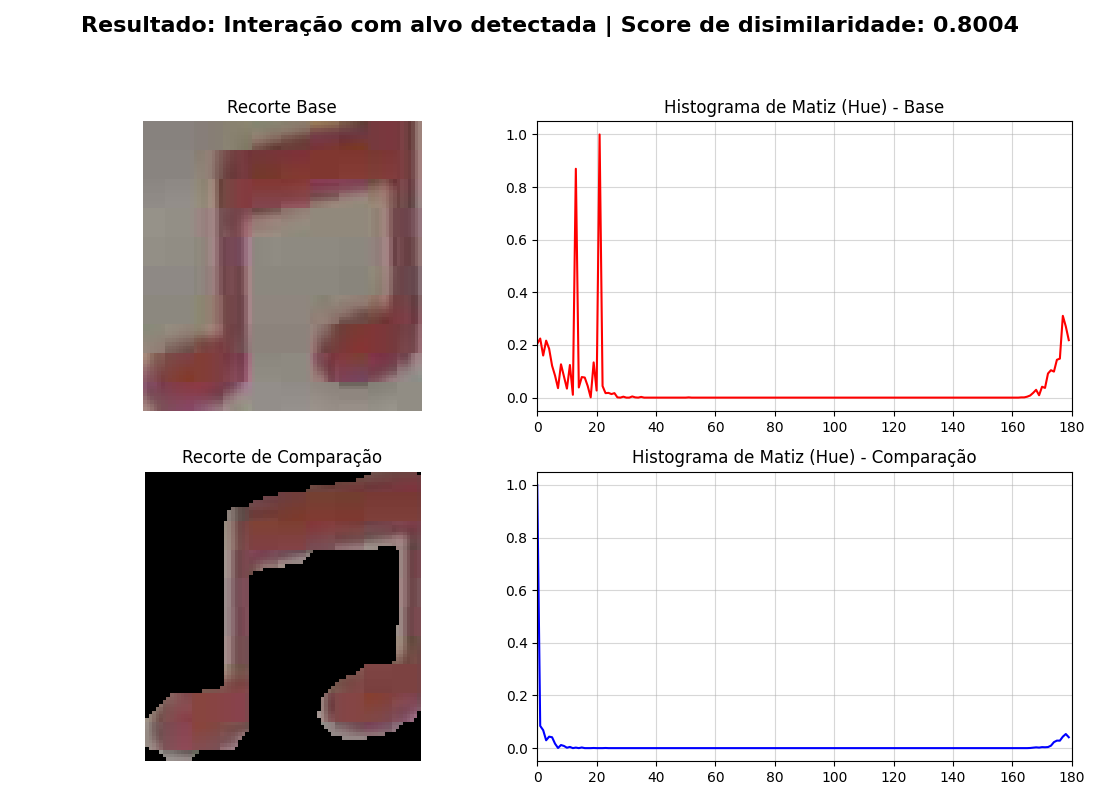 Resultado: Interação com alvo detectada | Score de disimilaridade: 0.8004
Recorte Base
Histograma de Matiz (Hue) - Base
1.0
0.8
0.6
0.4
0.2
0.0
0 20 40 60 80 100 120 140 160 180
Recorte de Comparação
Histograma de Matiz (Hue) - Comparação
1.0
0.8
0.6
0.4
0.2
0.0
0 20 40 60 80 100 120 140 160 180